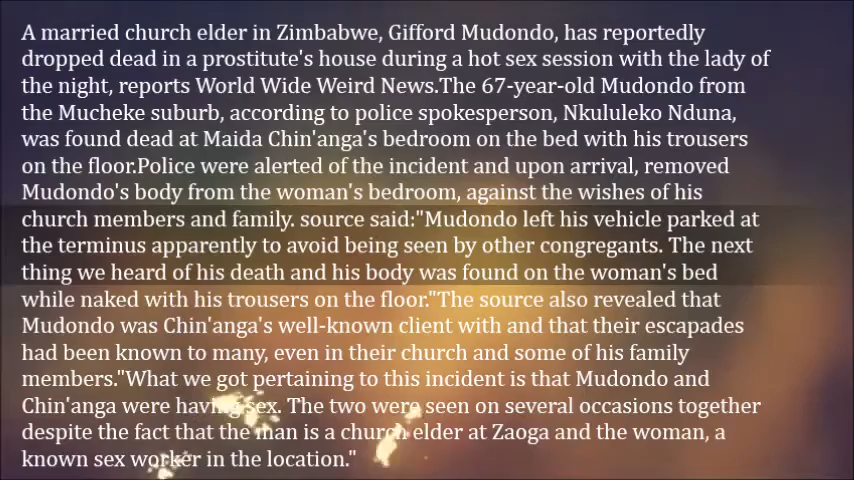 A married church elder in Zimbabwe, Gifford Mudondo, has reportedly
dropped dead in a prostitute's house during a hot sex session with the lady of
the night, reports World Wide Weird News.The 67-year-old Mudondo from
the Mucheke suburb, according to police spokesperson, Nkululeko Nduna,
was found dead at Maida Chin'anga's bedroom on the bed with his trousers
on the floor.Police were alerted of the incident and upon arrival, removed
Mudondo's body from the woman's bedroom, against the wishes of his
church members and family. source said:"Mudondo left his vehicle parked at
the terminus apparently to avoid being seen by other congregants. The next
thing we heard of his death and his body was found on the woman's bed
while naked with his trousers on the floor."The source also revealed that
Mudondo was Chin'anga's well-known client with and that their escapades
had been known to many, even in their church and some of his family
members."What we got pertaining to this incident is that Mudondo and
Chin'anga were having sex. The two were seen on several occasions together
despite the fact that the man is a church elder at Zaoga and the woman, a
known sex worker in the location."